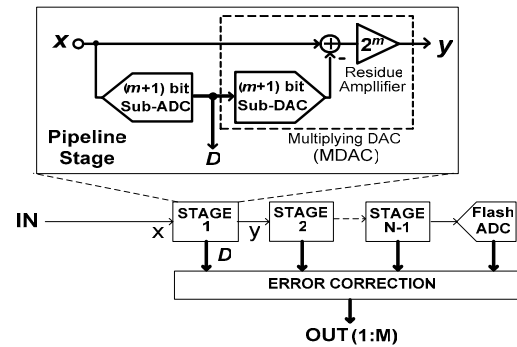 x
(m+1) bit
Sub-ADC
(m+1) bit
Sub-DAC
+
-
2^m
y
Residue
Ampllifier
Pipeline
Stage
D
Multiplying DAC
(MDAC)
IN
x
STAGE
1
y
STAGE
2
STAGE
N-1
Flash
ADC
D
ERROR CORRECTION
OUT (1:M)